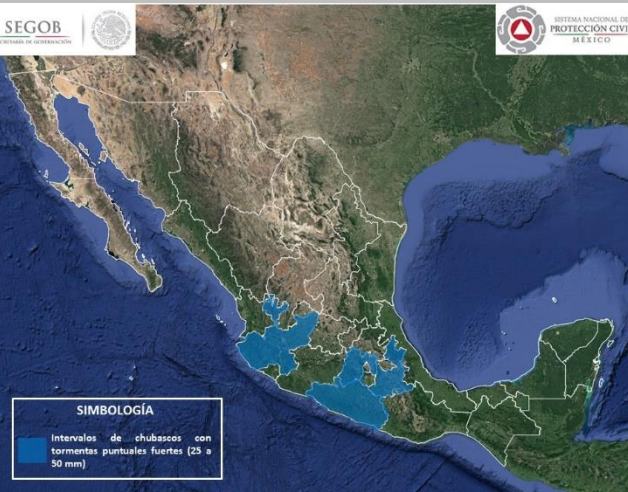 SEGOB
SECRETARÍA DE GOBERNACIÓN
SISTEMA NACIONAL DE
PROTECCIÓN CIVI
MÉXICO
SIMBOLOGÍA
Intervalos de chubascos con
tormentas puntuales fuertes (25 a
50 mm)